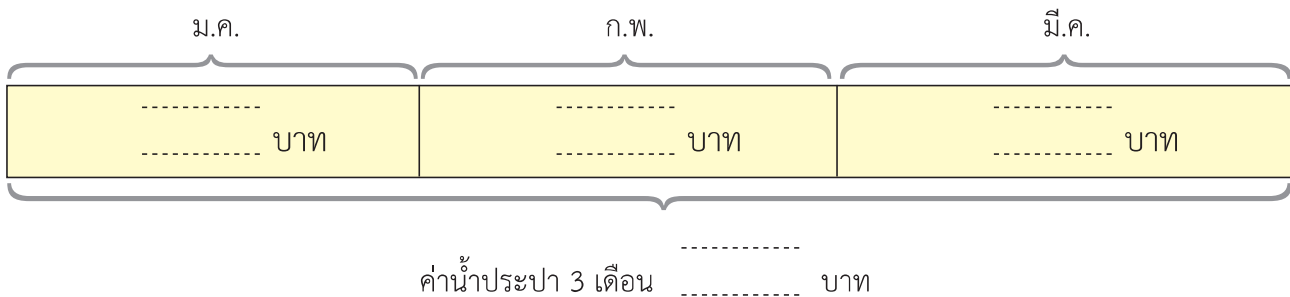 ม.ค. ก.พ. มี.ค.
------------ ------------ ------------
------------ บาท ------------ บาท ------------ บาท
------------
ค่าน้ำประปา 3 เดือน ------------ บาท